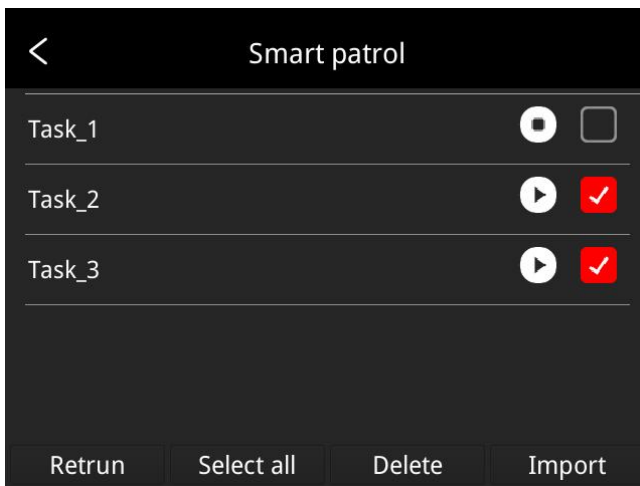 Smart patrol
Task_1
Task_2
Task_3
Retrun Select all Delete Import